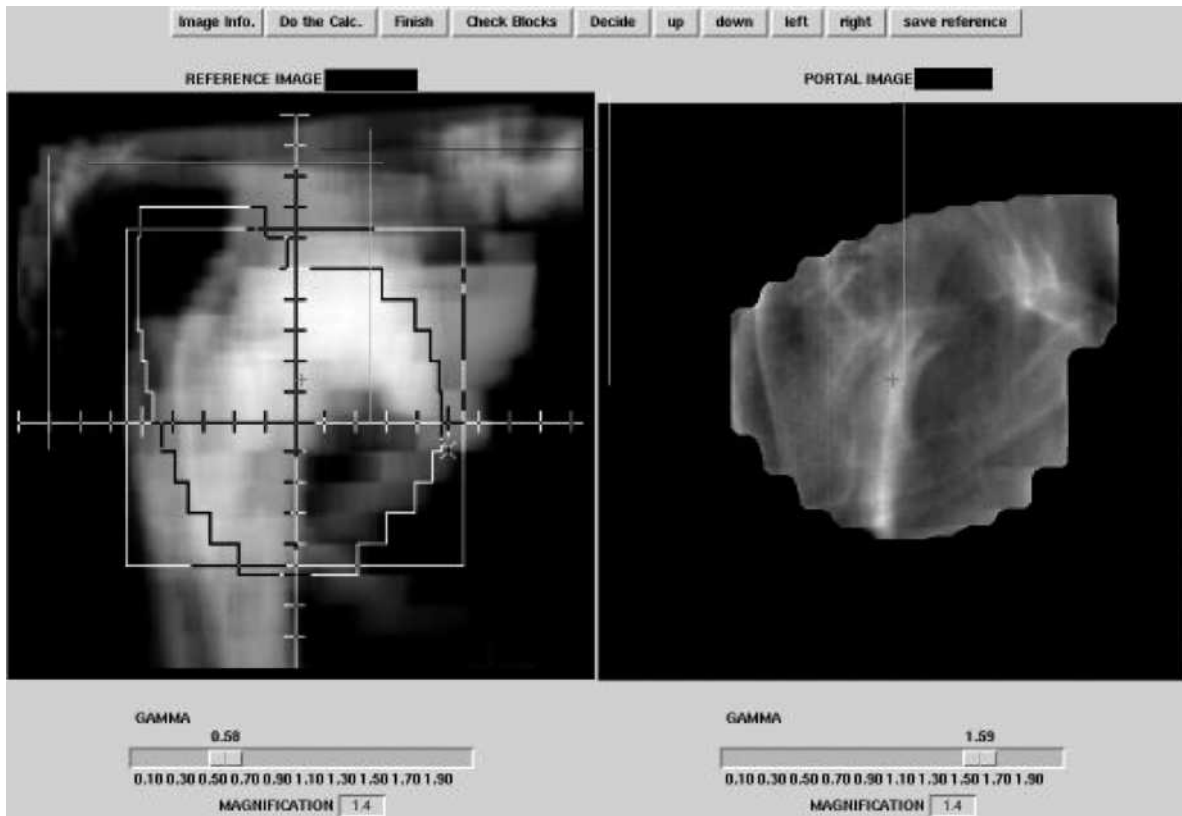 Image Info. Do the Calc. Finish Check Blocks Decide up down left right save reference
REFERENCE IMAGE PORTAL IMAGE
GAMMA GAMMA
0.58 1.59
0.10 0.30 0.50 0.70 0.90 1.10 1.30 1.50 1.70 1.90 0.10 0.30 0.50 0.70 0.90 1.10 1.30 1.50 1.70 1.90
MAGNIFICATION 1.4 MAGNIFICATION 1.4